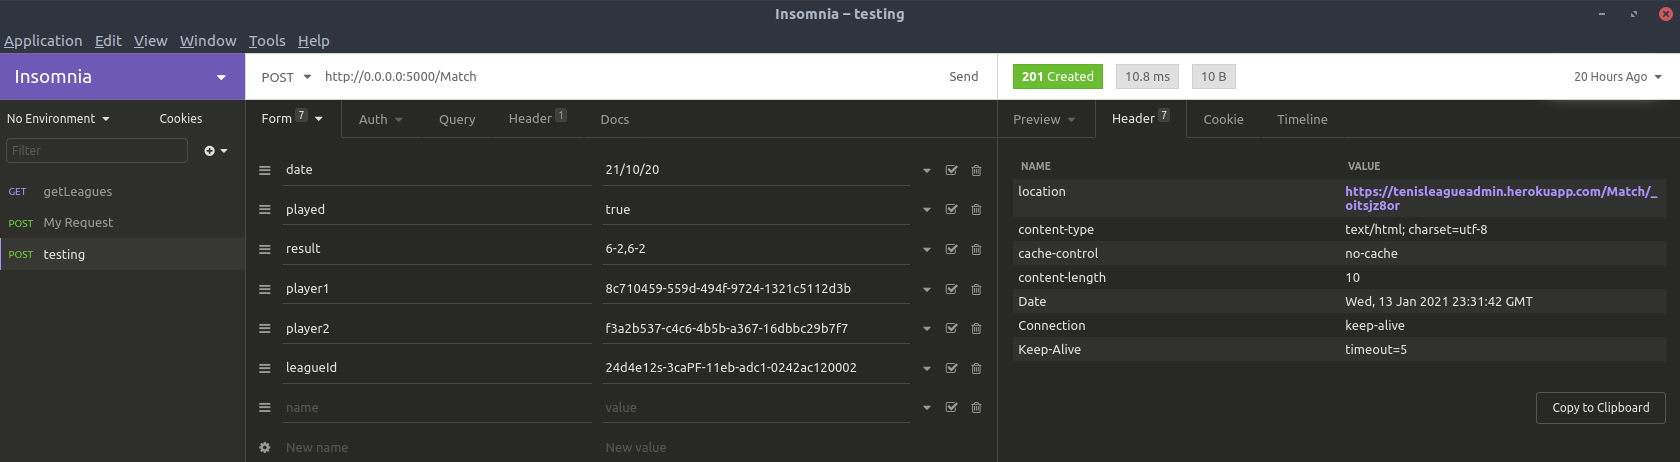 Insomnia – testing
Application Edit View Window Tools Help
Insomnia
POST http://0.0.0.0:5000/Match Send
201 Created 10.8 ms 10 B 20 Hours Ago
No Environment Cookies
Filter
GET getLeagues
POST My Request
POST testing
Form 7 Auth Query Header 1 Docs
date 21/10/20
played true
result 6-2,6-2
player1 8c710459-559d-494f-9724-1321c5112d3b
player2 f3a2b537-c4c6-4b5b-a367-16dbbc29b7f7
leagueId 24d4e12s-3caPF-11eb-adc1-0242ac120002
name value
New name New value
Preview Header 7 Cookie Timeline
NAME VALUE
location https://tenisleagueadmin.herokuapp.com/Match/_
oitsjz8or
content-type text/html; charset=utf-8
cache-control no-cache
content-length 10
Date Wed, 13 Jan 2021 23:31:42 GMT
Connection keep-alive
Keep-Alive timeout=5
Copy to Clipboard